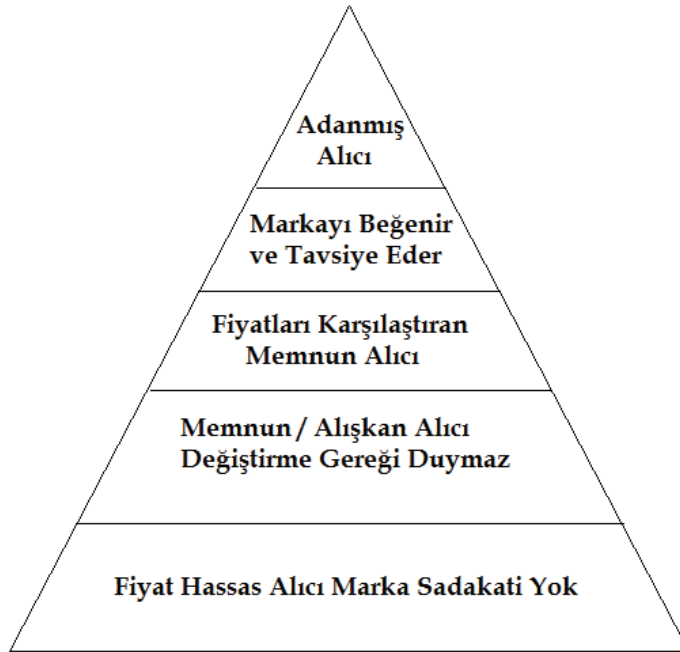 Adanmış
Alıcı
Markayı Beğenir
ve Tavsiye Eder
Fiyatları Karşılaştıran
Memnun Alıcı
Memnun / Alışkan Alıcı
Değiştirme Gereği Duymaz
Fiyat Hassas Alıcı Marka Sadakati Yok